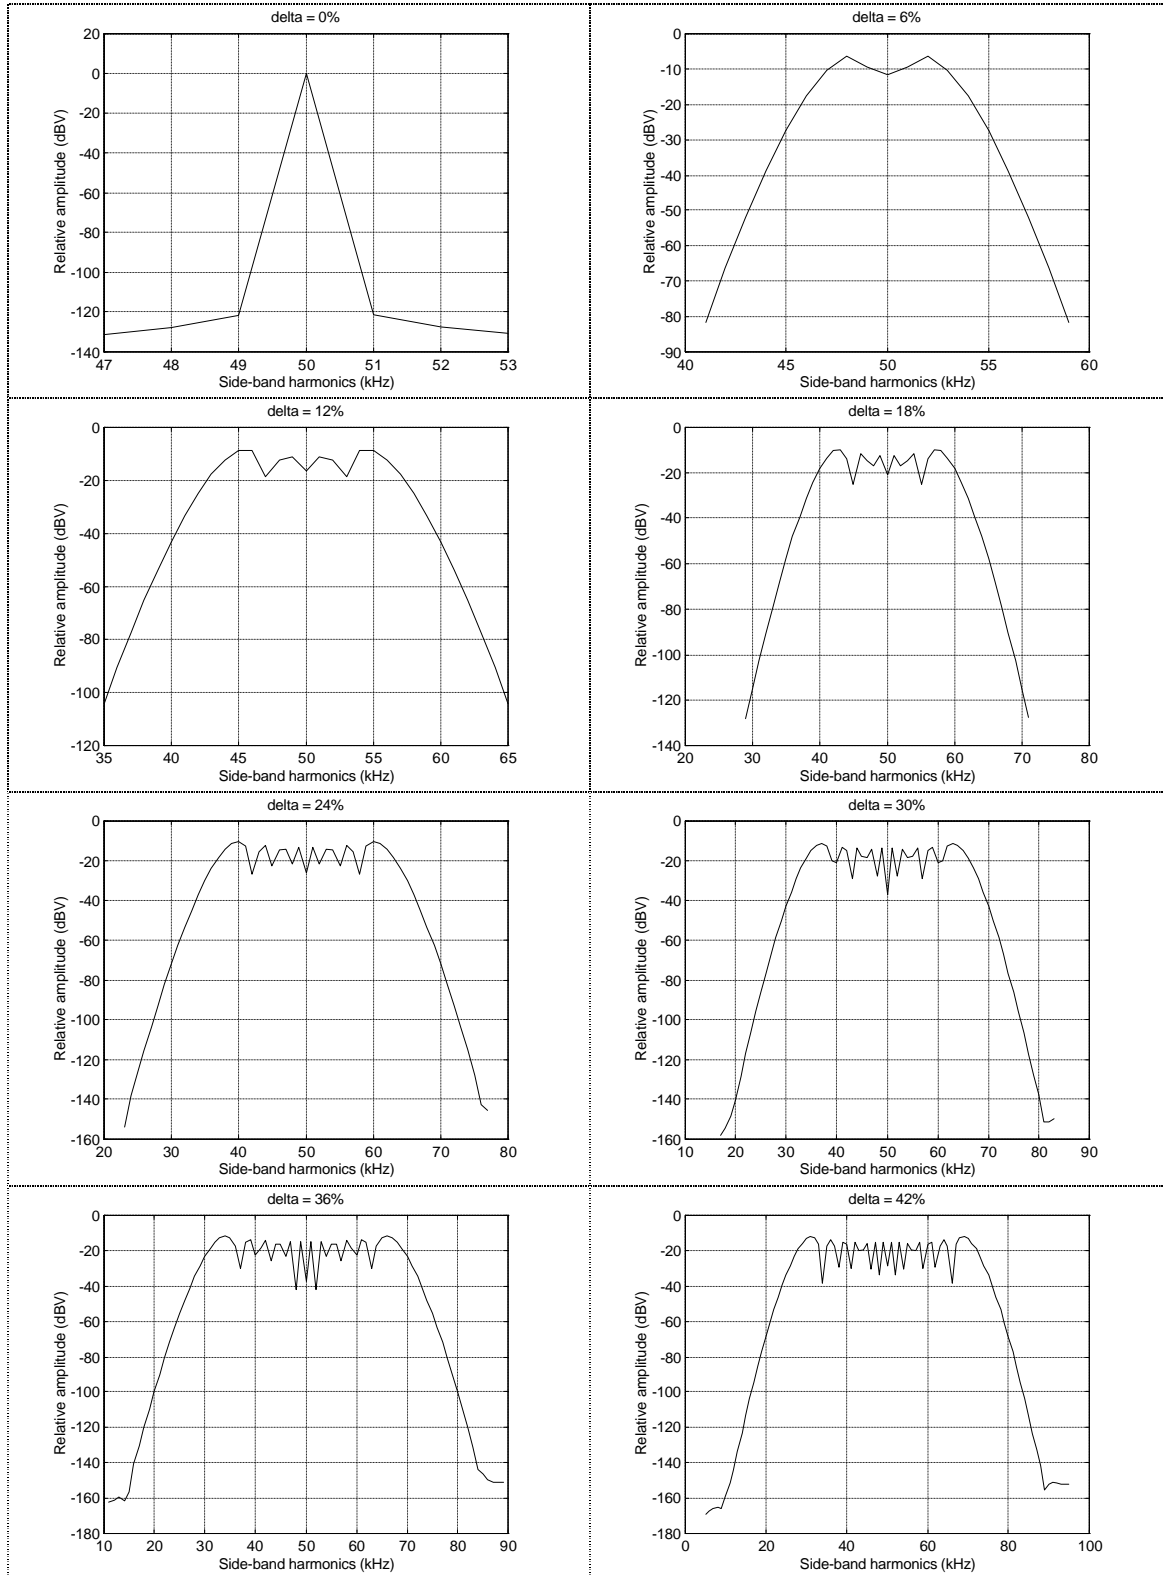 delta = 0%
Relative amplitude (dBV)
20
0
-20
-40
-60
-80
-100
-120
-140
47 48 49 50 51 52 53
Side-band harmonics (kHz)
delta = 6%
Relative amplitude (dBV)
0
-10
-20
-30
-40
-50
-60
-70
-80
-90
40 45 50 55 60
Side-band harmonics (kHz)
delta = 12%
Relative amplitude (dBV)
0
-20
-40
-60
-80
-100
-120
35 40 45 50 55 60 65
Side-band harmonics (kHz)
delta = 18%
Relative amplitude (dBV)
0
-20
-40
-60
-80
-100
-120
-140
20 30 40 50 60 70 80
Side-band harmonics (kHz)
delta = 24%
Relative amplitude (dBV)
0
-20
-40
-60
-80
-100
-120
-140
-160
20 30 40 50 60 70 80
Side-band harmonics (kHz)
delta = 30%
Relative amplitude (dBV)
0
-20
-40
-60
-80
-100
-120
-140
-160
10 20 30 40 50 60 70 80 90
Side-band harmonics (kHz)
delta = 36%
Relative amplitude (dBV)
0
-20
-40
-60
-80
-100
-120
-140
-160
-180
10 20 30 40 50 60 70 80 90
Side-band harmonics (kHz)
delta = 42%
Relative amplitude (dBV)
0
-20
-40
-60
-80
-100
-120
-140
-160
-180
0 20 40 60 80 100
Side-band harmonics (kHz)